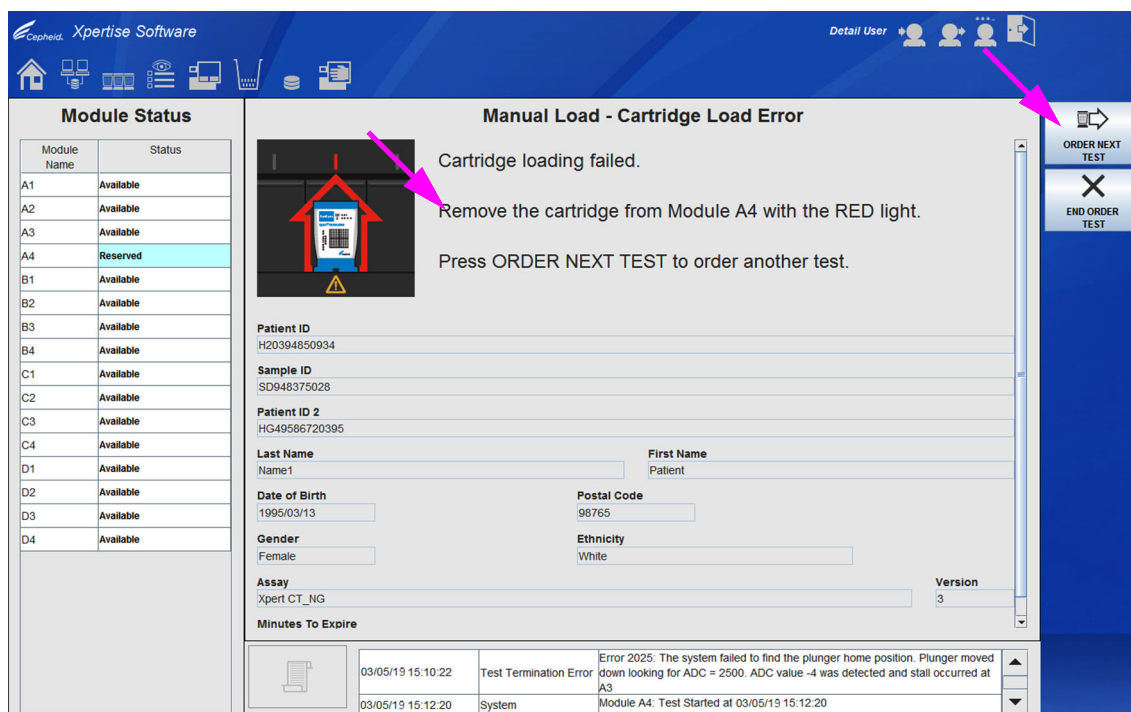 Cepheid. Xpertise Software
Detail User
Module Status
Module Name Status
A1 Available
A2 Available
A3 Available
A4 Reserved
B1 Available
B2 Available
B3 Available
B4 Available
C1 Available
C2 Available
C3 Available
C4 Available
D1 Available
D2 Available
D3 Available
D4 Available
Manual Load - Cartridge Load Error
Cartridge loading failed.
Remove the cartridge from Module A4 with the RED light.
Press ORDER NEXT TEST to order another test.
Patient ID
H20394850934
Sample ID
SD948375028
Patient ID 2
HG49586720395
Last Name First Name
Name1 Patient
Date of Birth Postal Code
1995/03/13 98765
Gender Ethnicity
Female White
Assay Version
Xpert CT_NG 3
Minutes To Expire
03/05/19 15:10:22 Test Termination Error Error 2025: The system failed to find the plunger home position. Plunger moved
down looking for ADC = 2500. ADC value -4 was detected and stall occurred at
A3
03/05/19 15:12:20 System Module A4: Test Started at 03/05/19 15:12:20
ORDER NEXT
TEST
END ORDER
TEST